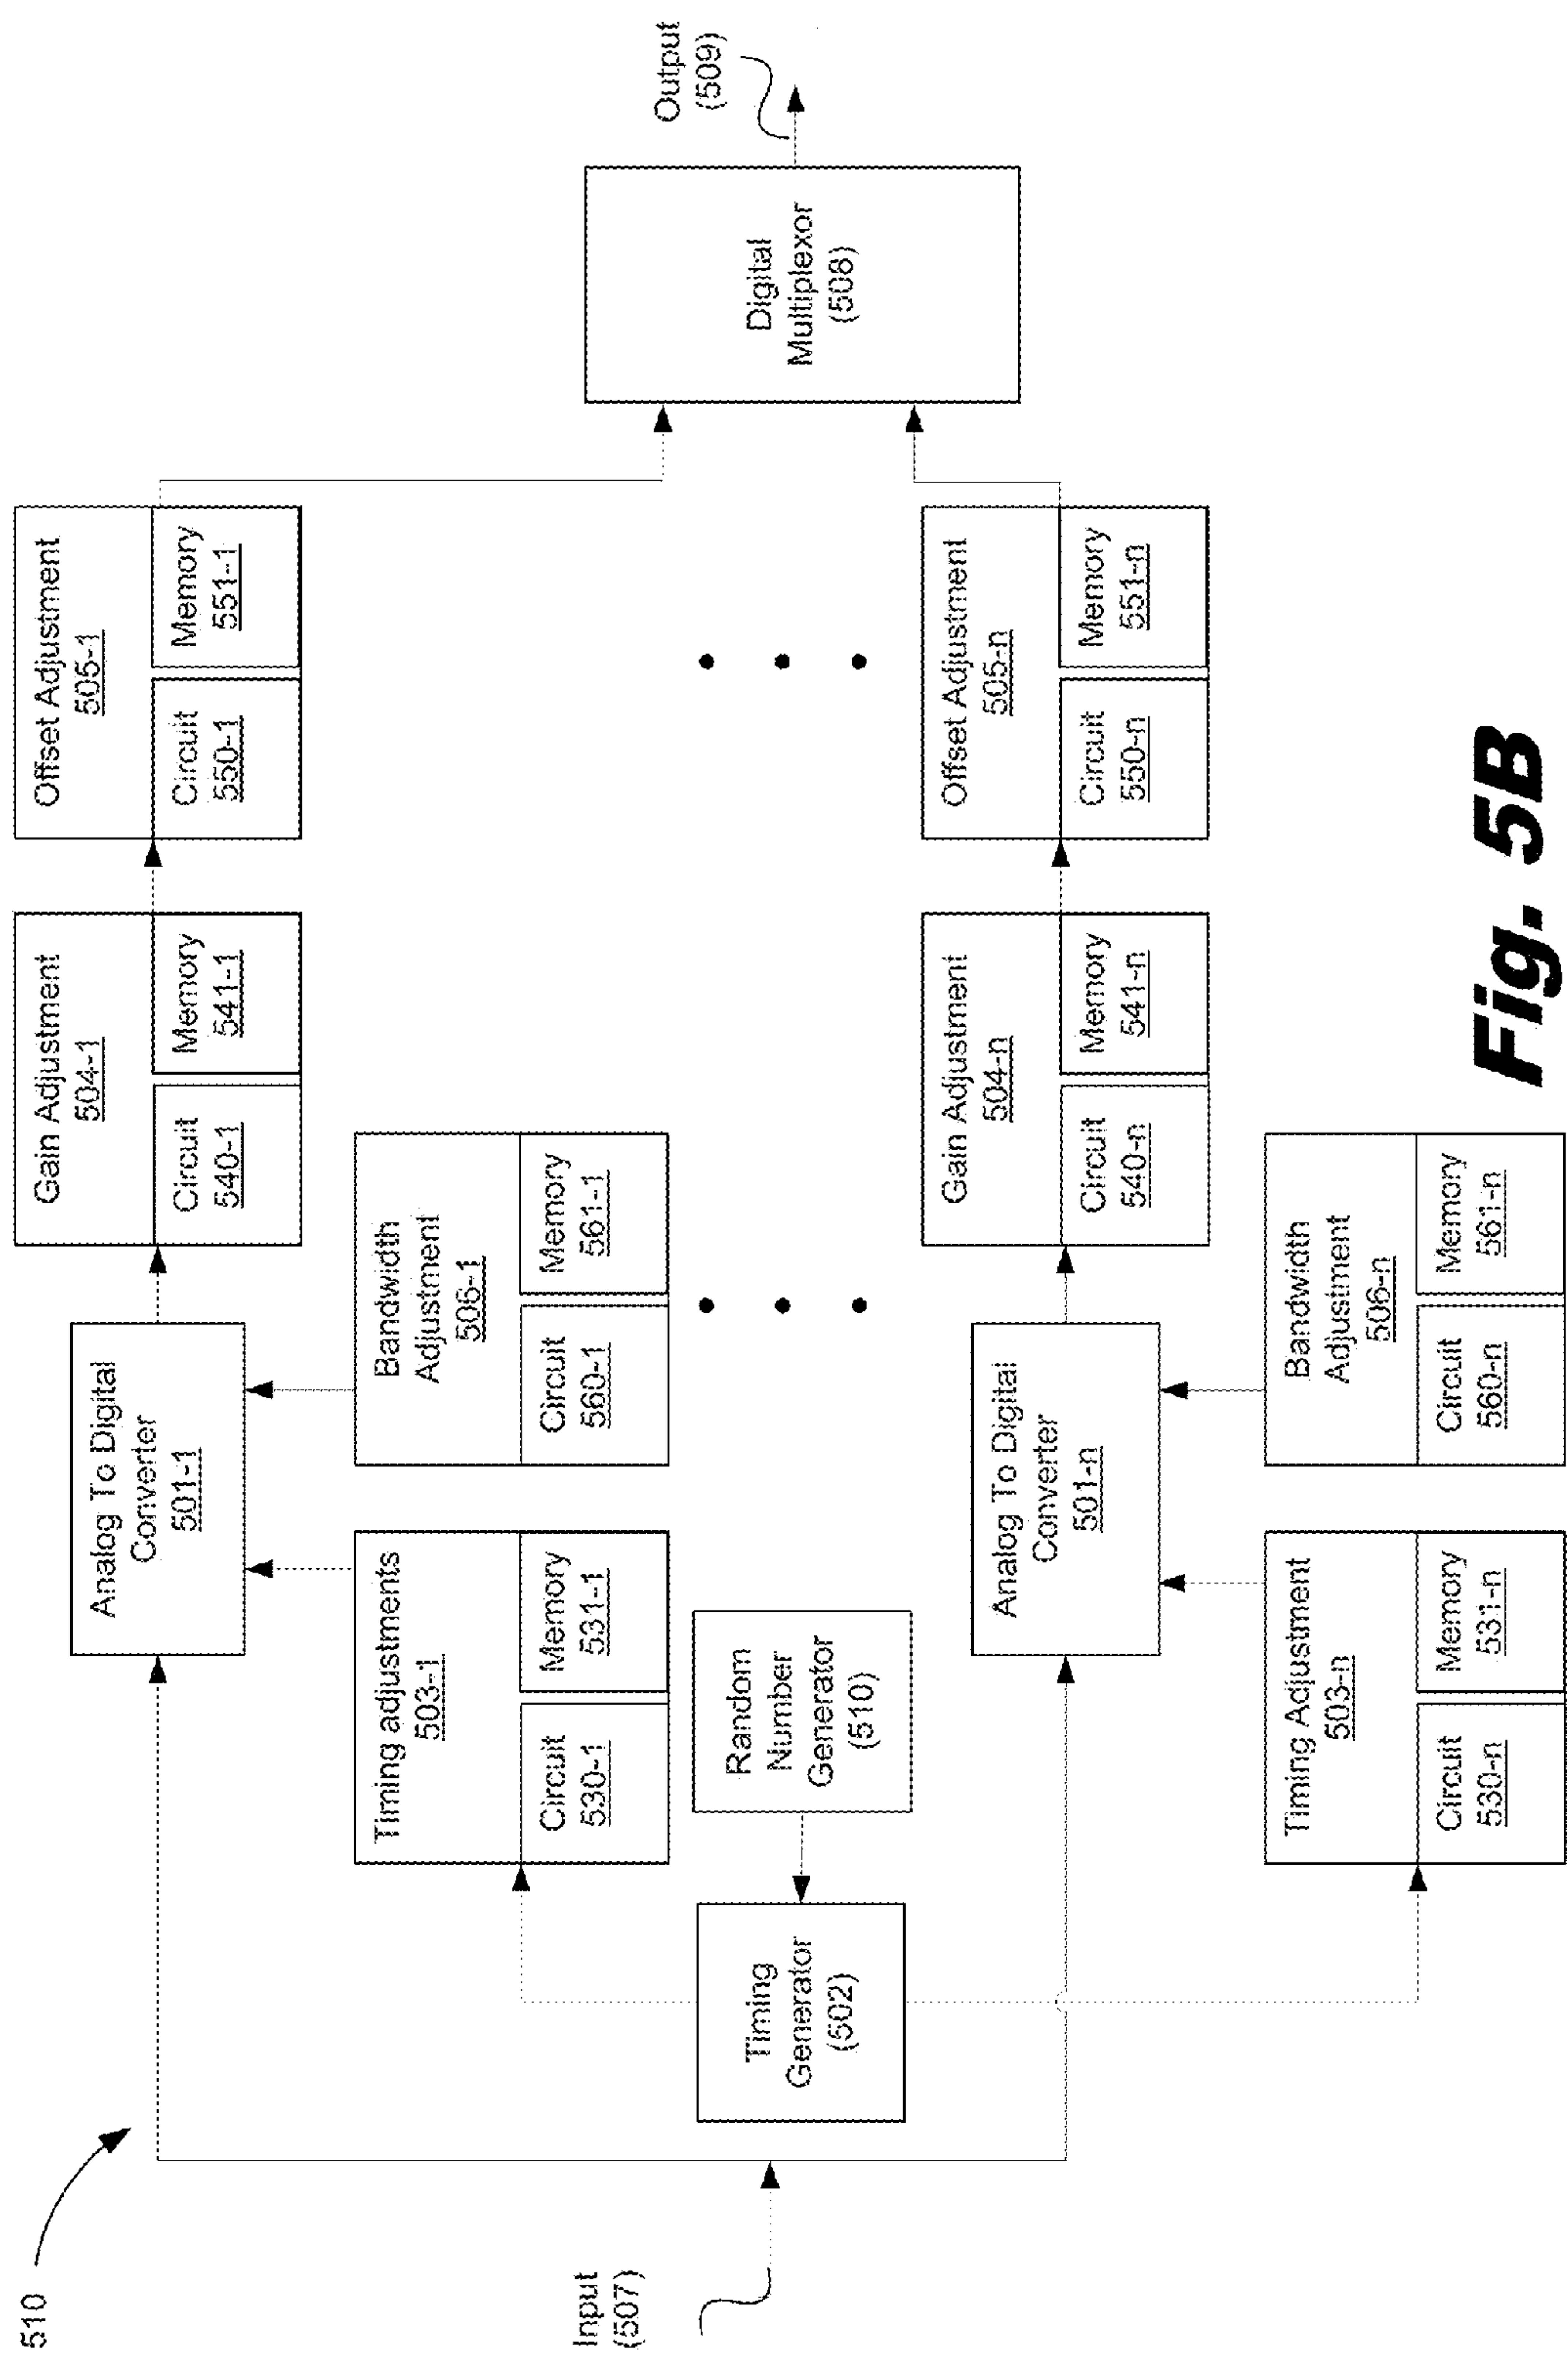 510
Input
(507)
Analog To Digital
Converter
501-1
Gain Adjustment
504-1
Circuit
540-1
Memory
541-1
Offset Adjustment
505-1
Circuit
550-1
Memory
551-1
Timing adjustments
503-1
Circuit
530-1
Memory
531-1
Bandwidth
Adjustment
506-1
Circuit
560-1
Memory
561-1
Timing
Generator
(502)
Random
Number
Generator
(510)
Digital
Multiplexor
(508)
Output
(509)
Analog To Digital
Converter
501-n
Gain Adjustment
504-n
Circuit
540-n
Memory
541-n
Offset Adjustment
505-n
Circuit
550-n
Memory
551-n
Timing Adjustment
503-n
Circuit
530-n
Memory
531-n
Bandwidth
Adjustment
506-n
Circuit
560-n
Memory
561-n
Fig. 5B